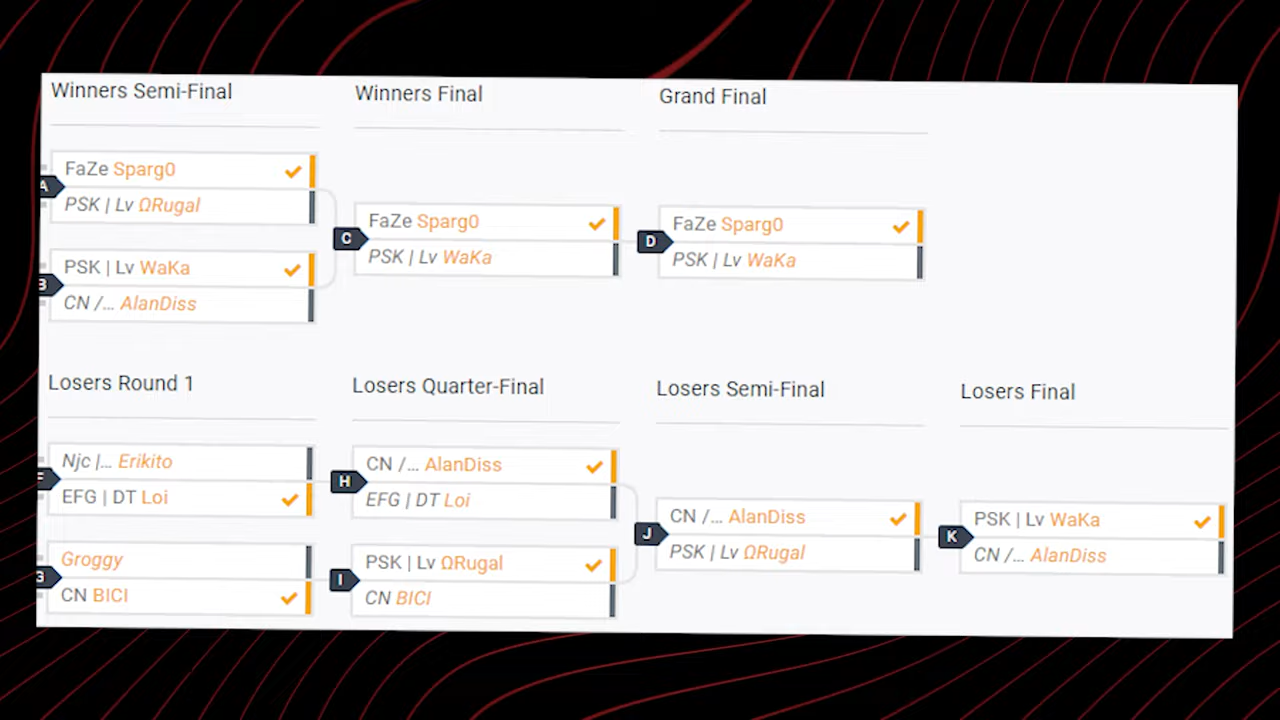 Winners Semi-Final
Winners Final
Grand Final
FaZe Sparg0
PSK | Lv ΩRugal
A
PSK | Lv WaKa
CN /... AlanDiss
B
FaZe Sparg0
PSK | Lv WaKa
C
FaZe Sparg0
PSK | Lv WaKa
D
Losers Round 1
Losers Quarter-Final
Losers Semi-Final
Losers Final
Njc |... Erikito
EFG | DT Loi
F
Groggy
CN BICI
G
CN /... AlanDiss
EFG | DT Loi
H
PSK | Lv ΩRugal
CN BICI
I
CN /... AlanDiss
PSK | Lv ΩRugal
J
PSK | Lv WaKa
CN /... AlanDiss
K